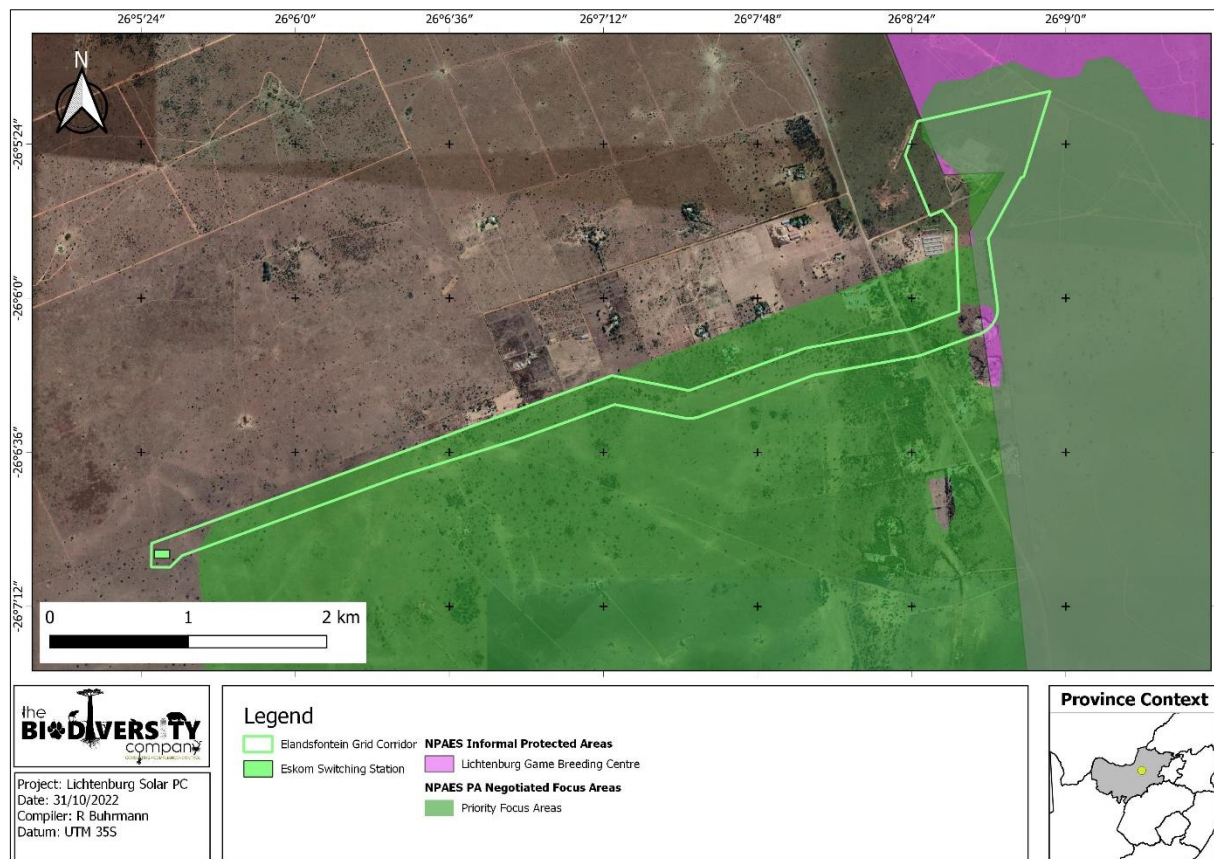 26°5'24" 26°6'0" 26°6'36" 26°7'12" 26°7'48" 26°8'24" 26°9'0"
N
-26°5'24"
-26°6'0"
-26°6'36"
-26°7'12"
0 1 2 km
the
BIODIVERSITY
company
Project: Lichtenburg Solar PC
Date: 31/10/2022
Compiler: R Buhrmann
Datum: UTM 35S
Legend
Elandsfontein Grid Corridor
Eskom Switching Station
NPAES Informal Protected Areas
Lichtenburg Game Breeding Centre
NPAES PA Negotiated Focus Areas
Priority Focus Areas
Province Context